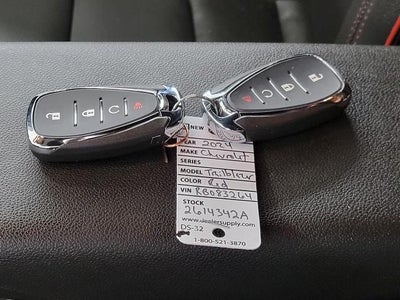 NEW
YEAR 2024
MAKE Chevrolet
SERIES
MODEL Trailblazer
COLOR Red
VIN RB083264
STOCK
2614342A
www.dealersupply.com
DS-32
1-800-521-3870